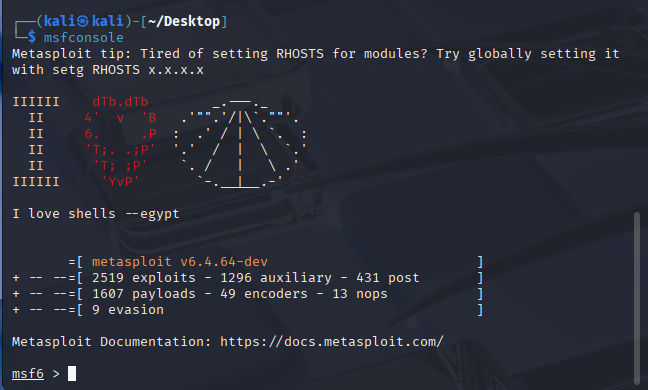 ┌──(kali㉿kali)-[~/Desktop]
└─$ msfconsole
Metasploit tip: Tired of setting RHOSTS for modules? Try globally setting it
with setg RHOSTS x.x.x.x

IIIIII    dTb.dTb        _.---._
  II     4'  v  'B   .'"".'/|\`.""'.
  II     6.     .P  :  .' / | \ `.  :
  II     'T;. .;P'  '.'  /  |  \  `.'
  II      'T; ;P'    `. /   |   \ .'
IIIIII     'YvP'       `-.__|__.-'

I love shells --egypt

       =[ metasploit v6.4.64-dev                          ]
+ -- --=[ 2519 exploits - 1296 auxiliary - 431 post       ]
+ -- --=[ 1607 payloads - 49 encoders - 13 nops           ]
+ -- --=[ 9 evasion                                       ]

Metasploit Documentation: https://docs.metasploit.com/

msf6 >